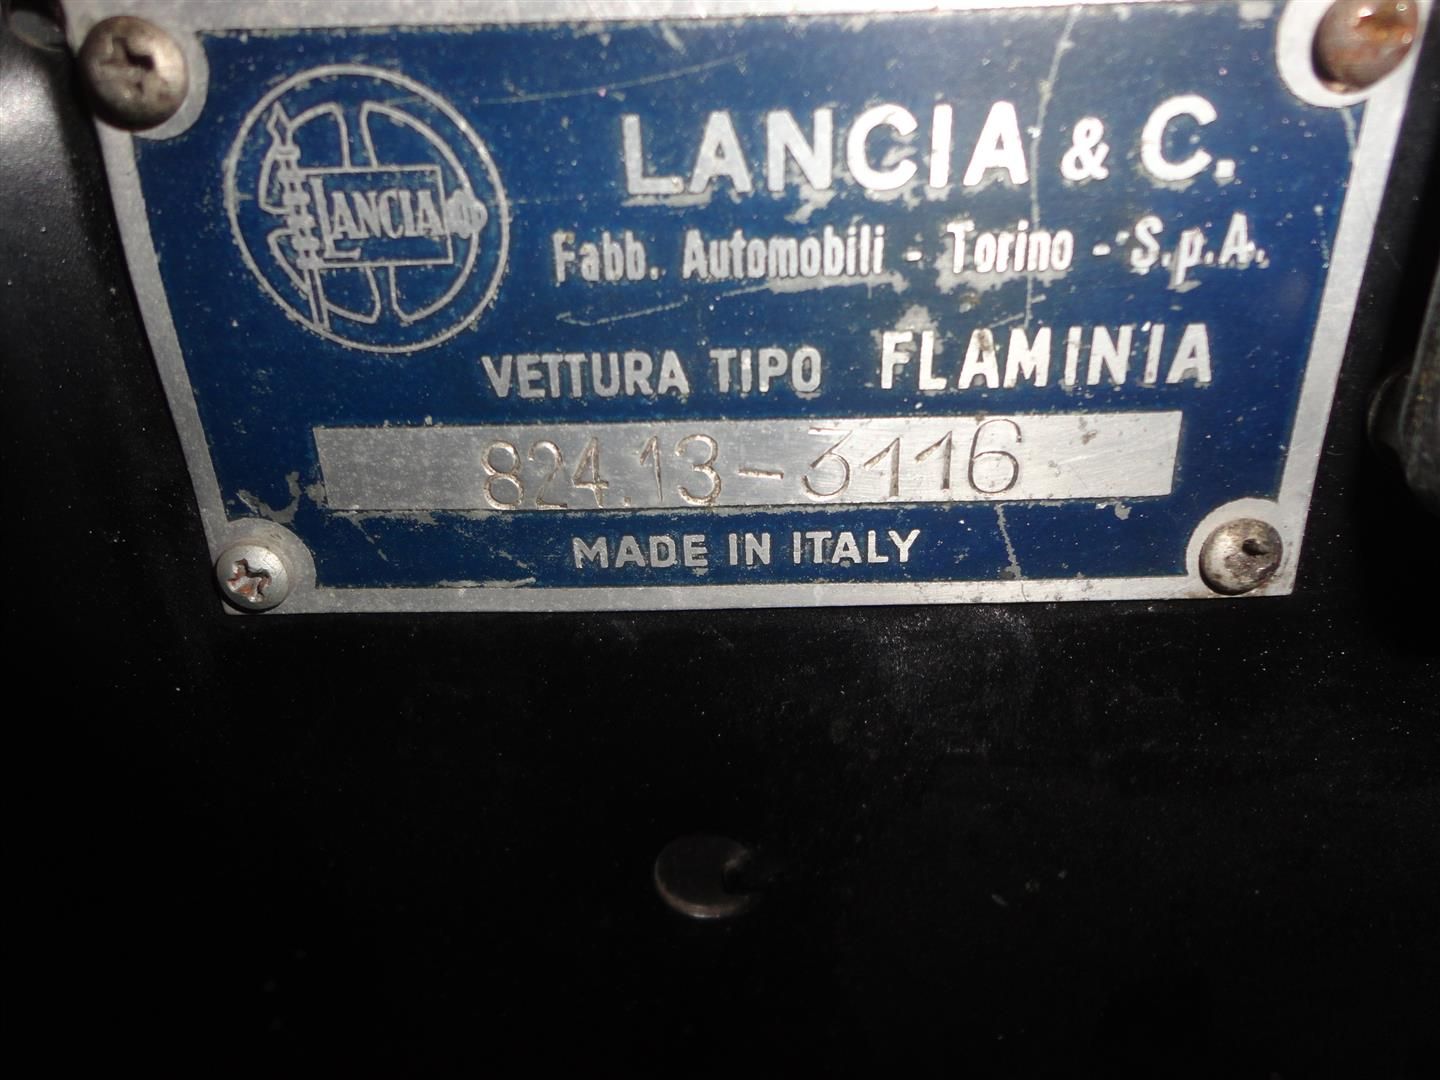 LANCIA
LANCIA & C.
Fabb. Automobili - Torino - S.p.A.
VETTURA TIPO FLAMINIA
824.13-3116
MADE IN ITALY